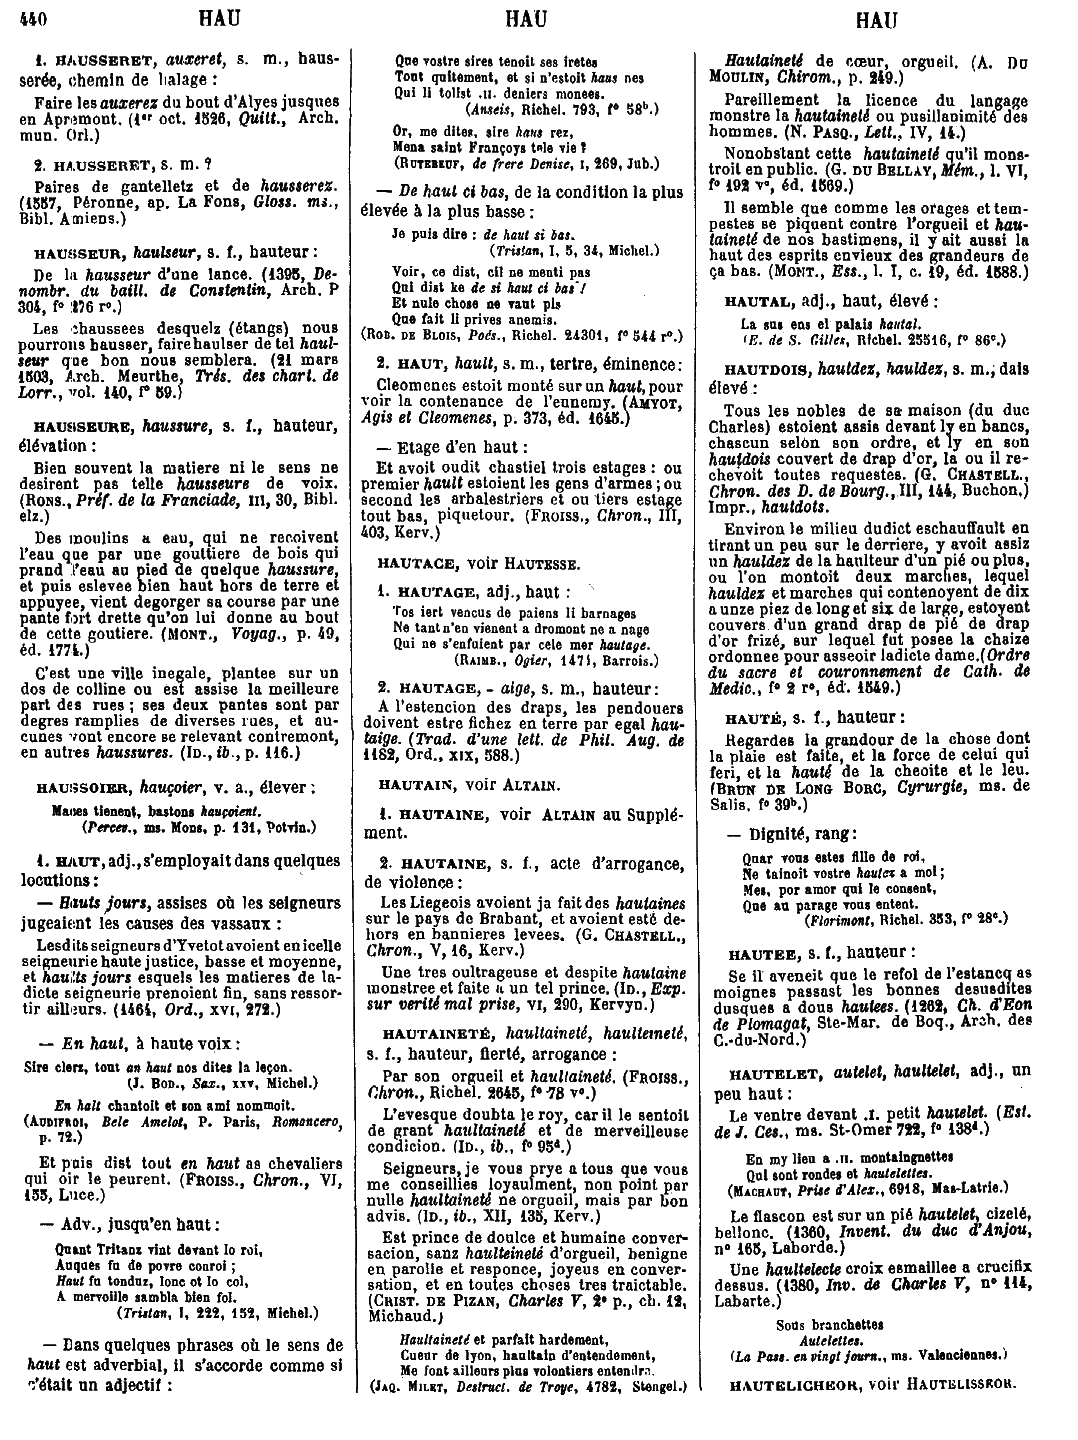 440 HAU HAU HAU
1. HAUSSERET, auxeret, s. m., haus-
serée, chemin de halage :
Faire les auxerez du bout d'Alyes jusques
en Apremont. (1er oct. 1526, Quitt., Arch.
mun. Orl.)
2. HAUSSERET, s. m. ?
Paires de gantelletz et de hausserez.
(1557, Péronne, ap. La Fons, Gloss. ms.,
Bibl. Amiens.)
HAUSSEUR, haulseur, s. f., hauteur :
De la hausseur d'une lance. (1395, De-
nombr. du baill. de Constentin, Arch. P
304, f° 276 r°.)
Les chaussees desquelz (étangs) nous
pourrons hausser, faire haulser de tel haul-
seur que bon nous semblera. (21 mars
1503, Arch. Meurthe, Trés. des chart. de
Lorr., vol. 140, f° 59.)
HAUSSEURE, haussure, s. f., hauteur,
élévation :
Bien souvent la matiere ni le sens ne
desirent pas telle hausseure de voix.
(RONS., Préf. de la Franciade, III, 30, Bibl.
elz.)
Des moulins a eau, qui ne recoivent
l'eau que par une gouttiere de bois qui
prand l'eau au pied de quelque haussure,
et puis eslevee bien haut hors de terre et
appuyee, vient degorger sa course par une
pante fort drette qu'on lui donne au bout
de cette goutiere. (MONT., Voyag., p. 49,
éd. 1774.)
C'est une ville inegale, plantee sur un
dos de colline ou est assise la meilleure
part des rues ; ses deux pantes sont par
degres ramplies de diverses rues, et au-
cunes vont encore se relevant contremont,
en autres haussures. (ID., ib., p. 116.)
HAUSSOIER, hauçoier, v. a., élever :
Maces tienent, bastons hauçoient.
(Percev., ms. Mons, p. 131, Potvin.)
1. HAUT, adj., s'employait dans quelques
locutions :
— Hauts jours, assises où les seigneurs
jugeaient les causes des vassaux :
Lesdits seigneurs d'Yvetot avoient en icelle
seigneurie haute justice, basse et moyenne,
et haults jours esquels les matieres de la-
dicte seigneurie prenoient fin, sans ressor-
tir ailleurs. (1464, Ord., XVI, 272.)
— En haut, à haute voix :
Sire clerz, tout an haut nos dites la leçon.
(J. BOD., Sax., XXV, Michel.)
En halt chantoit et son ami nommoit.
(AUDIFROI, Bele Amelot, P. Paris, Romancero,
p. 72.)
Et puis dist tout en haut as chevaliers
qui oir le peurent. (FROISS., Chron., VI,
155, Luce.)
— Adv., jusqu'en haut :
Quant Tritanz vint devant lo roi,
Auques fu de povre conroi ;
Haut fu tonduz, lonc ot lo col,
A mervoille sambla bien fol.
(Tristan, I, 222, 152, Michel.)
— Dans quelques phrases où le sens de
haut est adverbial, il s'accorde comme si
c'était un adjectif :
Que vostre sires tenoit ses iretes
Tout quitement, et si n'estoit haus nes
Qui li tolist .II. deniers monees.
(Anseis, Richel. 793, f° 58b.)
Or, me dites, sire haus rez,
Mena saint Françoys tele vie ?
(RUTEBEUF, de frere Denise, I, 269, Jub.)
— De haut ci bas, de la condition la plus
élevée à la plus basse :
Je puis dire : de haut si bas.
(Tristan, I, 5, 34, Michel.)
Voir, ce dist, cil ne menti pas
Qui dist ke de si haut ci bas !
Et nule chose ne vaut pis
Que fait li prives anemis.
(ROB. DE BLOIS, Poés., Richel. 24301, f° 544 r°.)
2. HAUT, hault, s. m., tertre, éminence :
Cleomenes estoit monté sur un haut, pour
voir la contenance de l'ennemy. (AMYOT,
Agis et Cleomenes, p. 373, éd. 1645.)
— Etage d'en haut :
Et avoit oudit chastiel trois estages : ou
premier hault estoient les gens d'armes ; ou
second les arbalestriers et ou tiers estage
tout bas, piquetour. (FROISS., Chron., III,
403, Kerv.)
HAUTACE, voir HAUTESSE.
1. HAUTAGE, adj., haut :
Tos iert vencus de paiens li barnages
Ne tant n'en vienent a dromont ne a nage
Qui ne s'enfuient par cele mer hautage.
(RAIMB., Ogier, 1471, Barrois.)
2. HAUTAGE, - aige, s. m., hauteur :
A l'estencion des draps, les pendouers
doivent estre fichez en terre par egal hau-
taige. (Trad. d'une lett. de Phil. Aug. de
1182, Ord., XIX, 588.)
HAUTAIN, voir ALTAIN.
1. HAUTAINE, voir ALTAIN au Supplé-
ment.
2. HAUTAINE, s. f., acte d'arrogance,
de violence :
Les Liegeois avoient ja fait des hautaines
sur le pays de Brabant, et avoient esté de-
hors en bannieres levees. (G. CHASTELL.,
Chron., V, 16, Kerv.)
Une tres oultrageuse et despite hautaine
monstree et faite a un tel prince. (ID., Exp.
sur verité mal prise, VI, 290, Kervyn.)
HAUTAINETÉ, haultaineté, haulteineté,
s. f., hauteur, fierté, arrogance :
Par son orgueil et haultaineté. (FROISS.,
Chron., Richel. 2645, f° 78 v°.)
L'evesque doubta le roy, car il le sentoit
de grant haultaineté et de merveilleuse
condicion. (ID., ib., f° 95d.)
Seigneurs, je vous prye a tous que vous
me conseillies loyaulment, non point par
nulle haultaineté ne orgueil, mais par bon
advis. (ID., ib., XII, 135, Kerv.)
Est prince de doulce et humaine conver-
sacion, sanz haulteineté d'orgueil, benigne
en parolle et responce, joyeus en conver-
sation, et en toutes choses tres traictable.
(CHRIST. DE PIZAN, Charles V, 2e p., ch. 12,
Michaud.)
Haultaineté et parfait hardement,
Cueur de lyon, haultain d'entendement,
Me font ailleurs plus volontiers entendre.
(JAQ. MILET, Destruct. de Troye, 4782, Stengel.)
Hautaineté de cœur, orgueil. (A. DU
MOULIN, Chirom., p. 249.)
Pareillement la licence du langage
monstre la hautaineté ou pusillanimité des
hommes. (N. PASQ., Lett., IV, 14.)
Nonobstant cette hautaineté qu'il mons-
troit en public. (G. DU BELLAY, Mém., l. VI,
f° 192 v°, éd. 1569.)
Il semble que comme les orages et tem-
pestes se piquent contre l'orgueil et hau-
taineté de nos bastimens, il y ait aussi la
haut des esprits envieux des grandeurs de
ça bas. (MONT., Ess., l. I, c. 19, éd. 1588.)
HAUTAL, adj., haut, élevé :
La sus ens el palais hautal.
(E. de S. Gilles, Richel. 25516, f° 86c.)
HAUTDOIS, hauldez, hauldez, s. m., dais
élevé :
Tous les nobles de sa maison (du duc
Charles) estoient assis devant ly en bancs,
chascun selon son ordre, et ly en son
hautdois couvert de drap d'or, la ou il re-
chevoit toutes requestes. (G. CHASTELL.,
Chron. des D. de Bourg., III, 144, Buchon.)
Impr., hautdots.
Environ le milieu dudict eschauffault en
tirant un peu sur le derriere, y avoit assiz
un hauldez de la haulteur d'un pié ou plus,
ou l'on montoit deux marches, lequel
hauldez et marches qui contenoyent de dix
a unze piez de long et six de large, estoyent
couvers d'un grand drap de pié de drap
d'or frizé, sur lequel fut posee la chaize
ordonnee pour asseoir ladicte dame. (Ordre
du sacre et couronnement de Cath. de
Medic., f° 2 r°, éd. 1549.)
HAUTÉ, s. f., hauteur :
Regardes la grandour de la chose dont
la plaie est faite, et la force de celui qui
feri, et la hauté de la cheoite et le leu.
(BRUN DE LONG BORC, Cyrurgie, ms. de
Salis, f° 39b.)
— Dignité, rang :
Quar vous estes fille de roi,
Ne tainoit vostre hautez a moi ;
Mes, por amor qui le consent,
Que au parage vous entent.
(Florimont, Richel. 353, f° 28c.)
HAUTEE, s. f., hauteur :
Se il aveneit que le refol de l'estancq as
moignes passast les bonnes desusdites
dusques a dous hautees. (1262, Ch. d'Eon
de Plomagat, Ste-Mar. de Boq., Arch. des
C.-du-Nord.)
HAUTELET, autelet, haultelet, adj., un
peu haut :
Le ventre devant .I. petit hautelet. (Est.
de J. Ces., ms. St-Omer 722, f° 138d.)
En my lieu a .II. montaingnettes
Qui sont rondes et hautelettes.
(MACHAUT, Prise d'Alex., 6918, Mas-Latrie.)
Le flascon est sur un pié hautelet, cizelé,
bellonc. (1360, Invent. du duc d'Anjou,
n° 165, Laborde.)
Une haultelecte croix esmaillee a crucifix
dessus. (1380, Inv. de Charles V, n° 114,
Labarte.)
Sous branchettes
Autelettes.
(La Pass. en vingt journ., ms. Valenciennes.)
HAUTELICHEOR, voir HAUTELISSEOR.